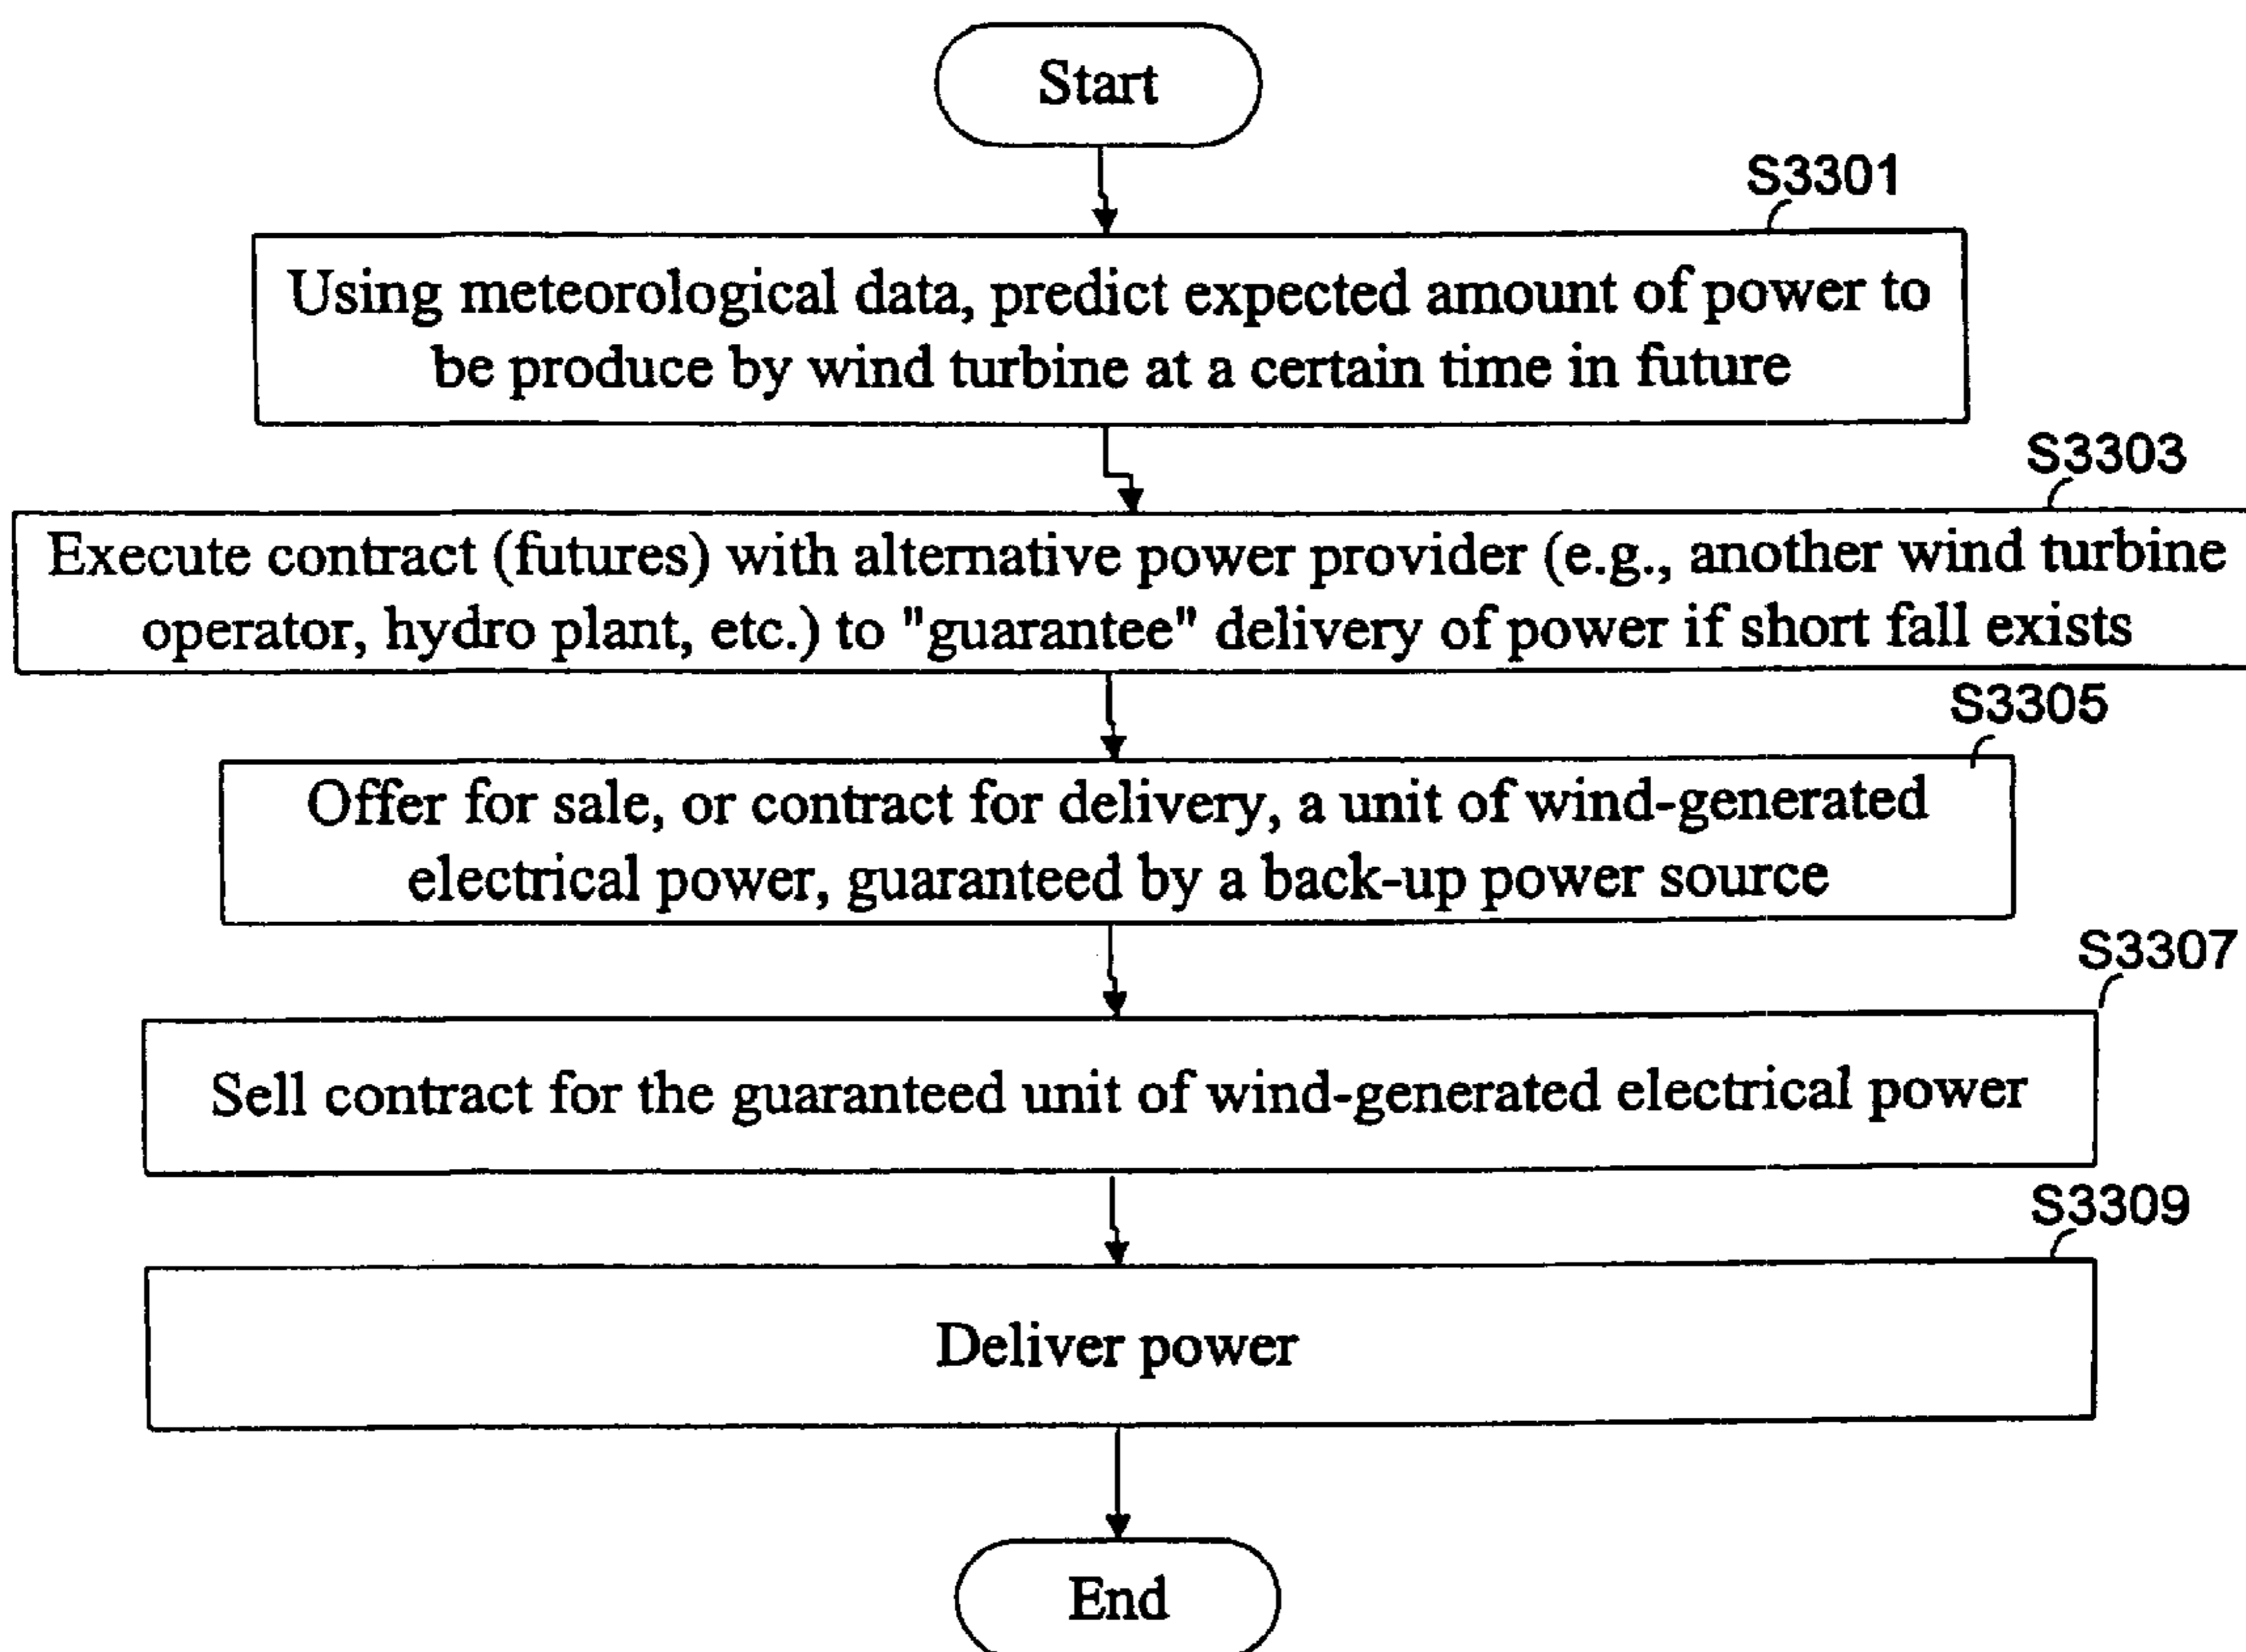 Start
S3301
Using meteorological data, predict expected amount of power to
be produce by wind turbine at a certain time in future
S3303
Execute contract (futures) with alternative power provider (e.g., another wind turbine
operator, hydro plant, etc.) to "guarantee" delivery of power if short fall exists
S3305
Offer for sale, or contract for delivery, a unit of wind-generated
electrical power, guaranteed by a back-up power source
S3307
Sell contract for the guaranteed unit of wind-generated electrical power
S3309
Deliver power
End